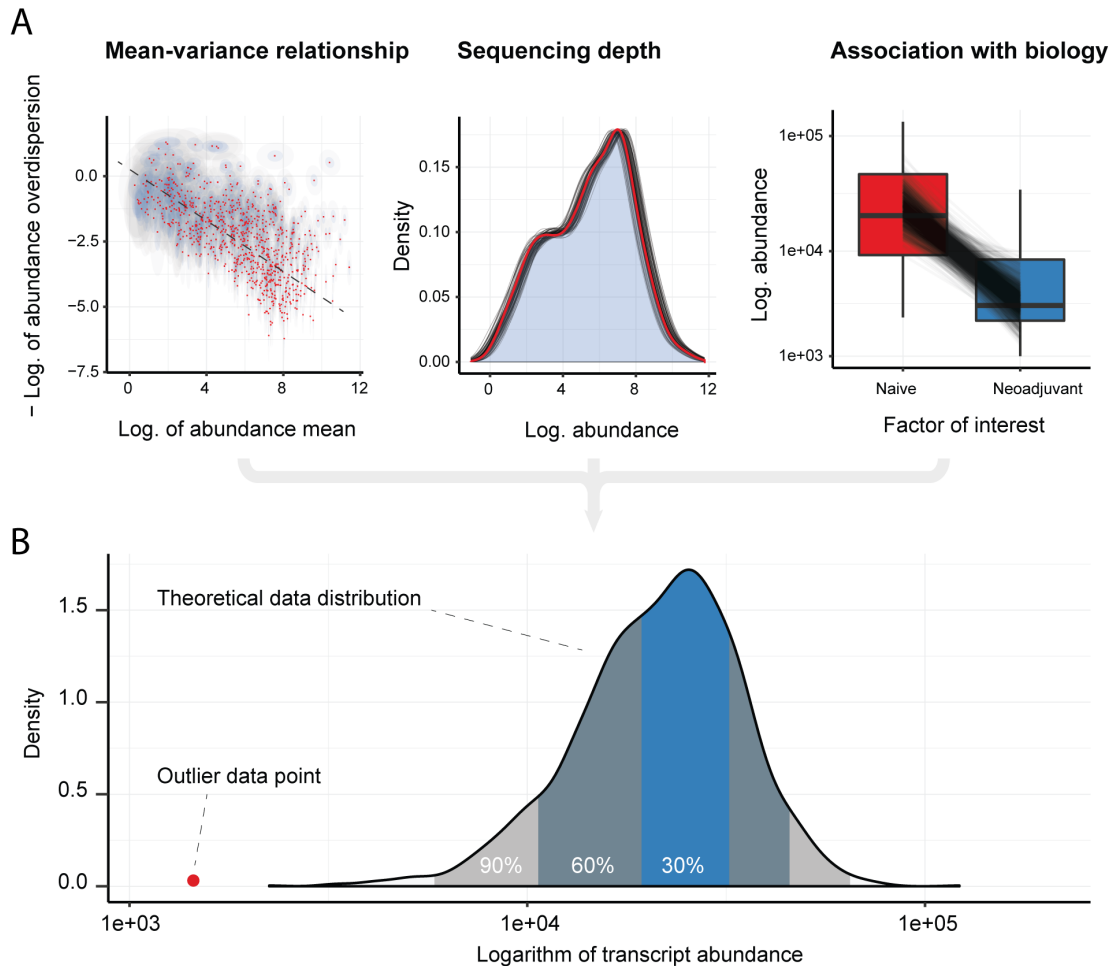 A
Mean-variance relationship
Sequencing depth
Association with biology
– Log. of abundance overdispersion
0.0
−2.5
−5.0
−7.5
0
4
8
12
Log. of abundance mean
Density
0.15
0.10
0.05
0.00
0
4
8
12
Log. abundance
Log. abundance
1e+05
1e+04
1e+03
Naive
Neoadjuvant
Factor of interest
B
Density
1.5
1.0
0.5
0.0
Theoretical data distribution
Outlier data point
90%
60%
30%
1e+03
1e+04
1e+05
Logarithm of transcript abundance